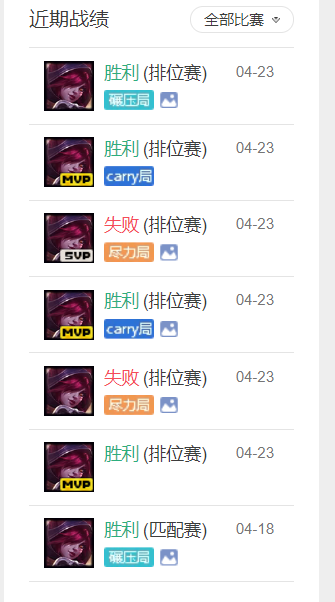 近期战绩 全部比赛
胜利 (排位赛) 04-23
碾压局
胜利 (排位赛) 04-23
MVP carry局
失败 (排位赛) 04-23
SVP 尽力局
胜利 (排位赛) 04-23
MVP carry局
失败 (排位赛) 04-23
尽力局
胜利 (排位赛) 04-23
MVP
胜利 (匹配赛) 04-18
碾压局